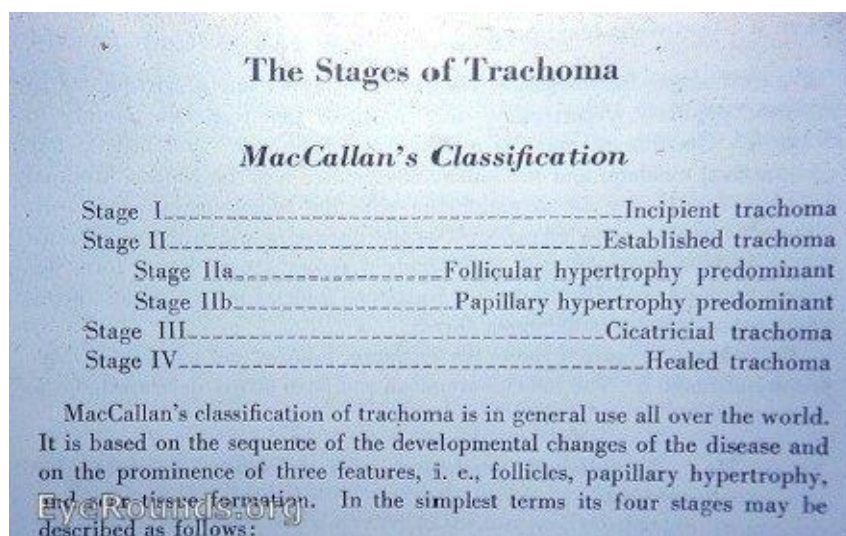 The Stages of Trachoma
MacCallan's Classification
Stage I Incipient trachoma
Stage II Established trachoma
Stage IIa Follicular hypertrophy predominant
Stage IIb Papillary hypertrophy predominant
Stage III Cicatricial trachoma
Stage IV Healed trachoma
MacCallan's classification of trachoma is in general use all over the world.
It is based on the sequence of the developmental changes of the disease and
on the prominence of three features, i. e., follicles, papillary hypertrophy,
and scar tissue formation. In the simplest terms its four stages may be
EyeRounds.org
described as follows: